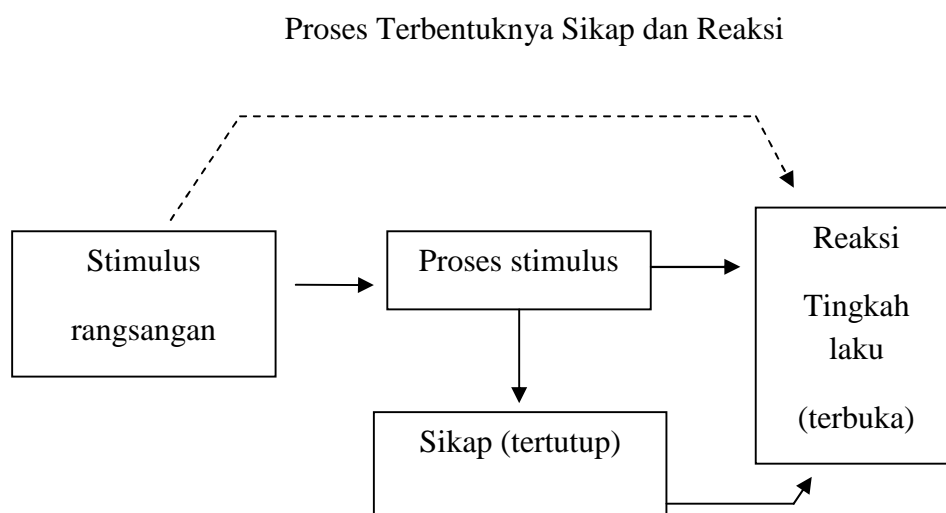 Proses Terbentuknya Sikap dan Reaksi
Stimulus
rangsangan
Proses stimulus
Reaksi
Tingkah
laku
(terbuka)
Sikap (tertutup)